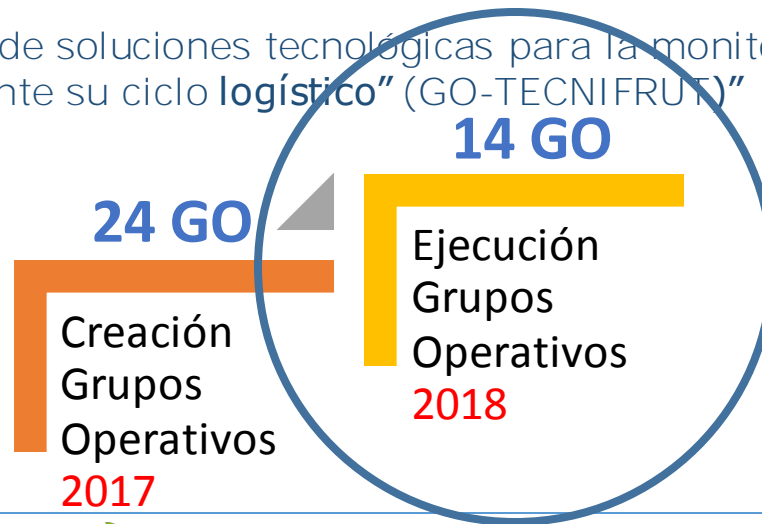 de soluciones tecnológicas para la monito
nte su ciclo logístico” (GO-TECNIFRUT)”
14 GO
24 GO
Ejecución
Grupos
Operativos
2018
Creación
Grupos
Operativos
2017